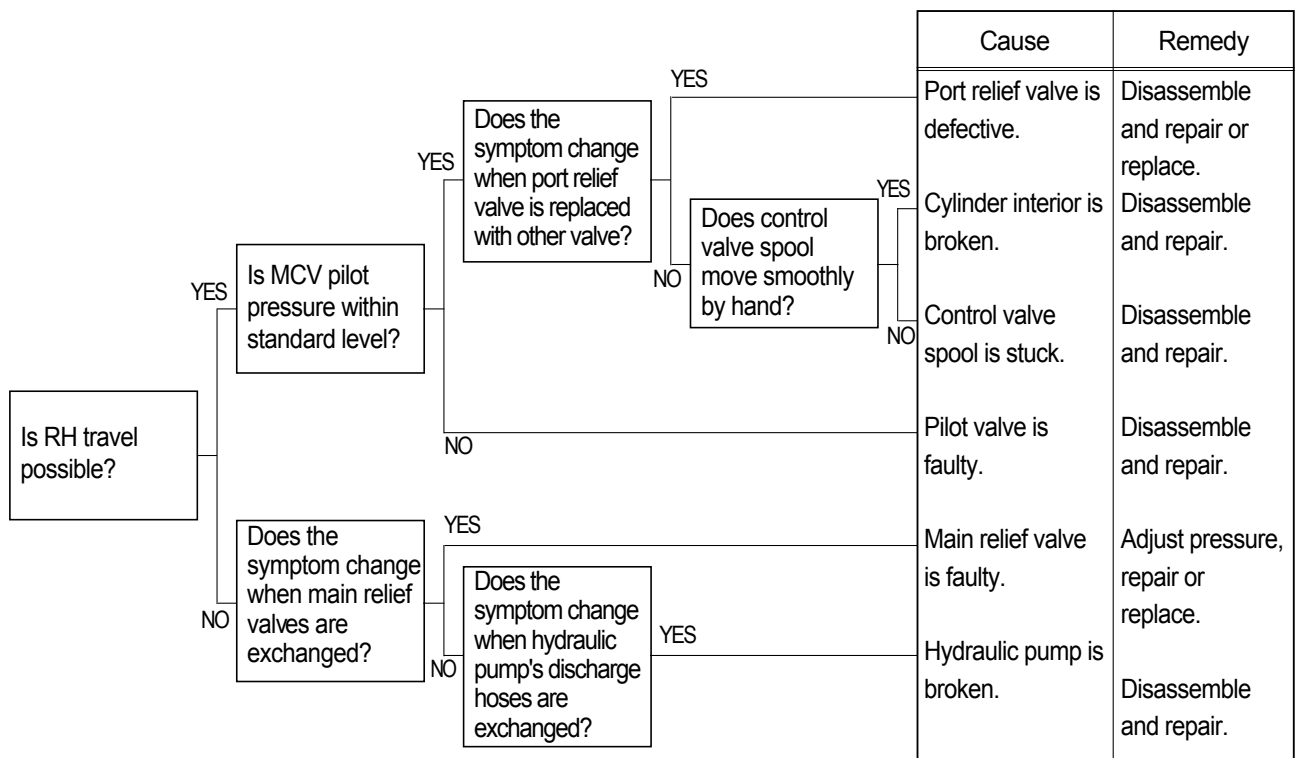 Cause
Remedy
YES
Port relief valve is
defective.
Disassemble
and repair or
replace.
Does the
symptom change
when port relief
valve is replaced
with other valve?
YES
YES
Cylinder interior is
broken.
Disassemble
and repair.
Does control
valve spool
move smoothly
by hand?
NO
Is MCV pilot
pressure within
standard level?
YES
NO
Control valve
spool is stuck.
Disassemble
and repair.
Is RH travel
possible?
NO
Pilot valve is
faulty.
Disassemble
and repair.
Does the
symptom change
when main relief
valves are
exchanged?
NO
YES
Main relief valve
is faulty.
Adjust pressure,
repair or
replace.
Does the
symptom change
when hydraulic
pump's discharge
hoses are
exchanged?
NO
YES
Hydraulic pump is
broken.
Disassemble
and repair.